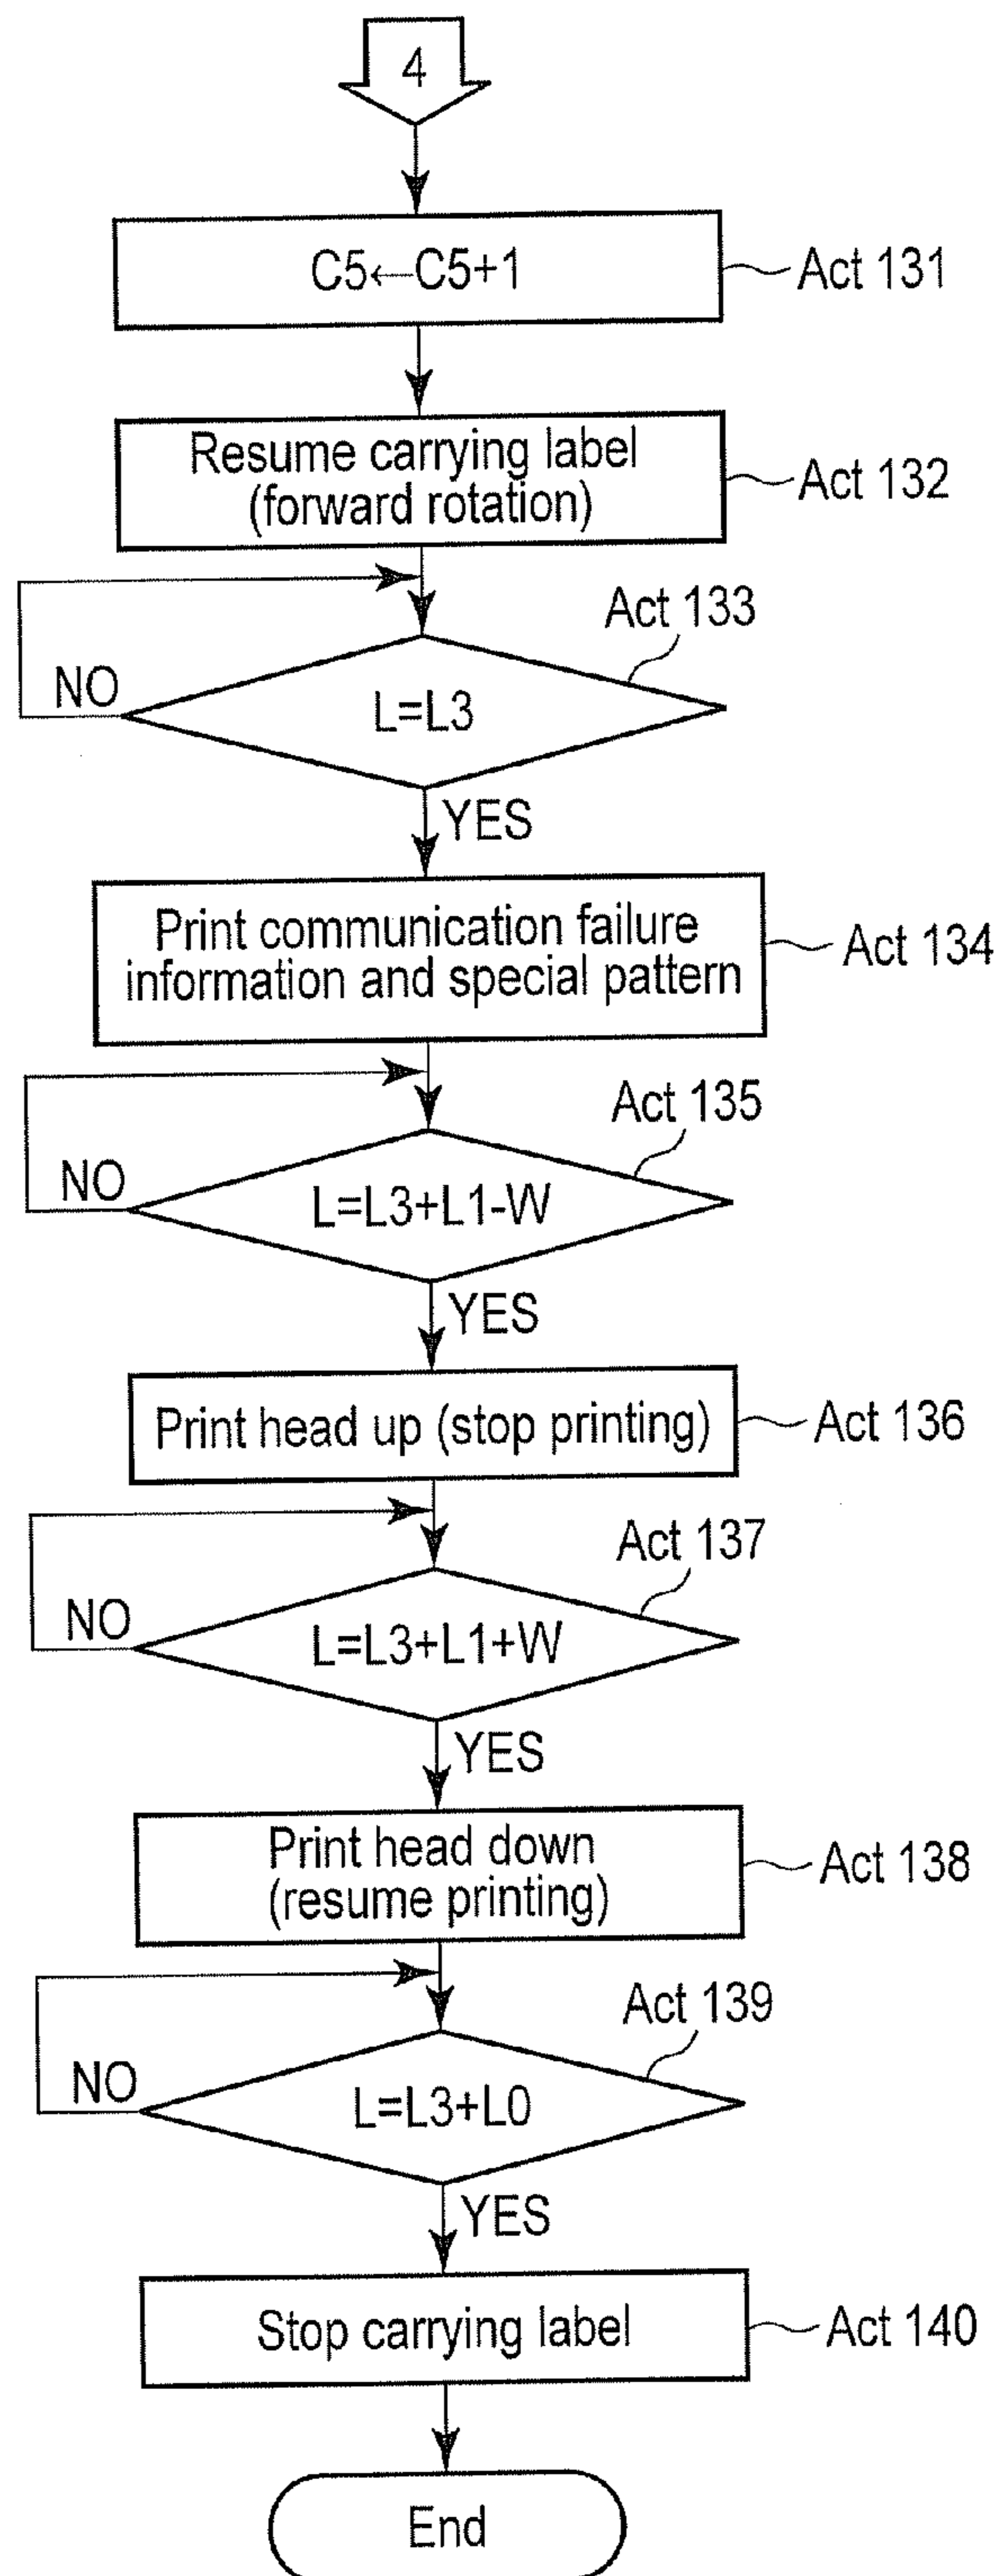 4
C5←C5+1
Act 131
Resume carrying label
(forward rotation)
Act 132
Act 133
L=L3
NO
YES
Print communication failure
information and special pattern
Act 134
Act 135
L=L3+L1-W
NO
YES
Print head up (stop printing)
Act 136
Act 137
L=L3+L1+W
NO
YES
Print head down
(resume printing)
Act 138
Act 139
L=L3+L0
NO
YES
Stop carrying label
Act 140
End